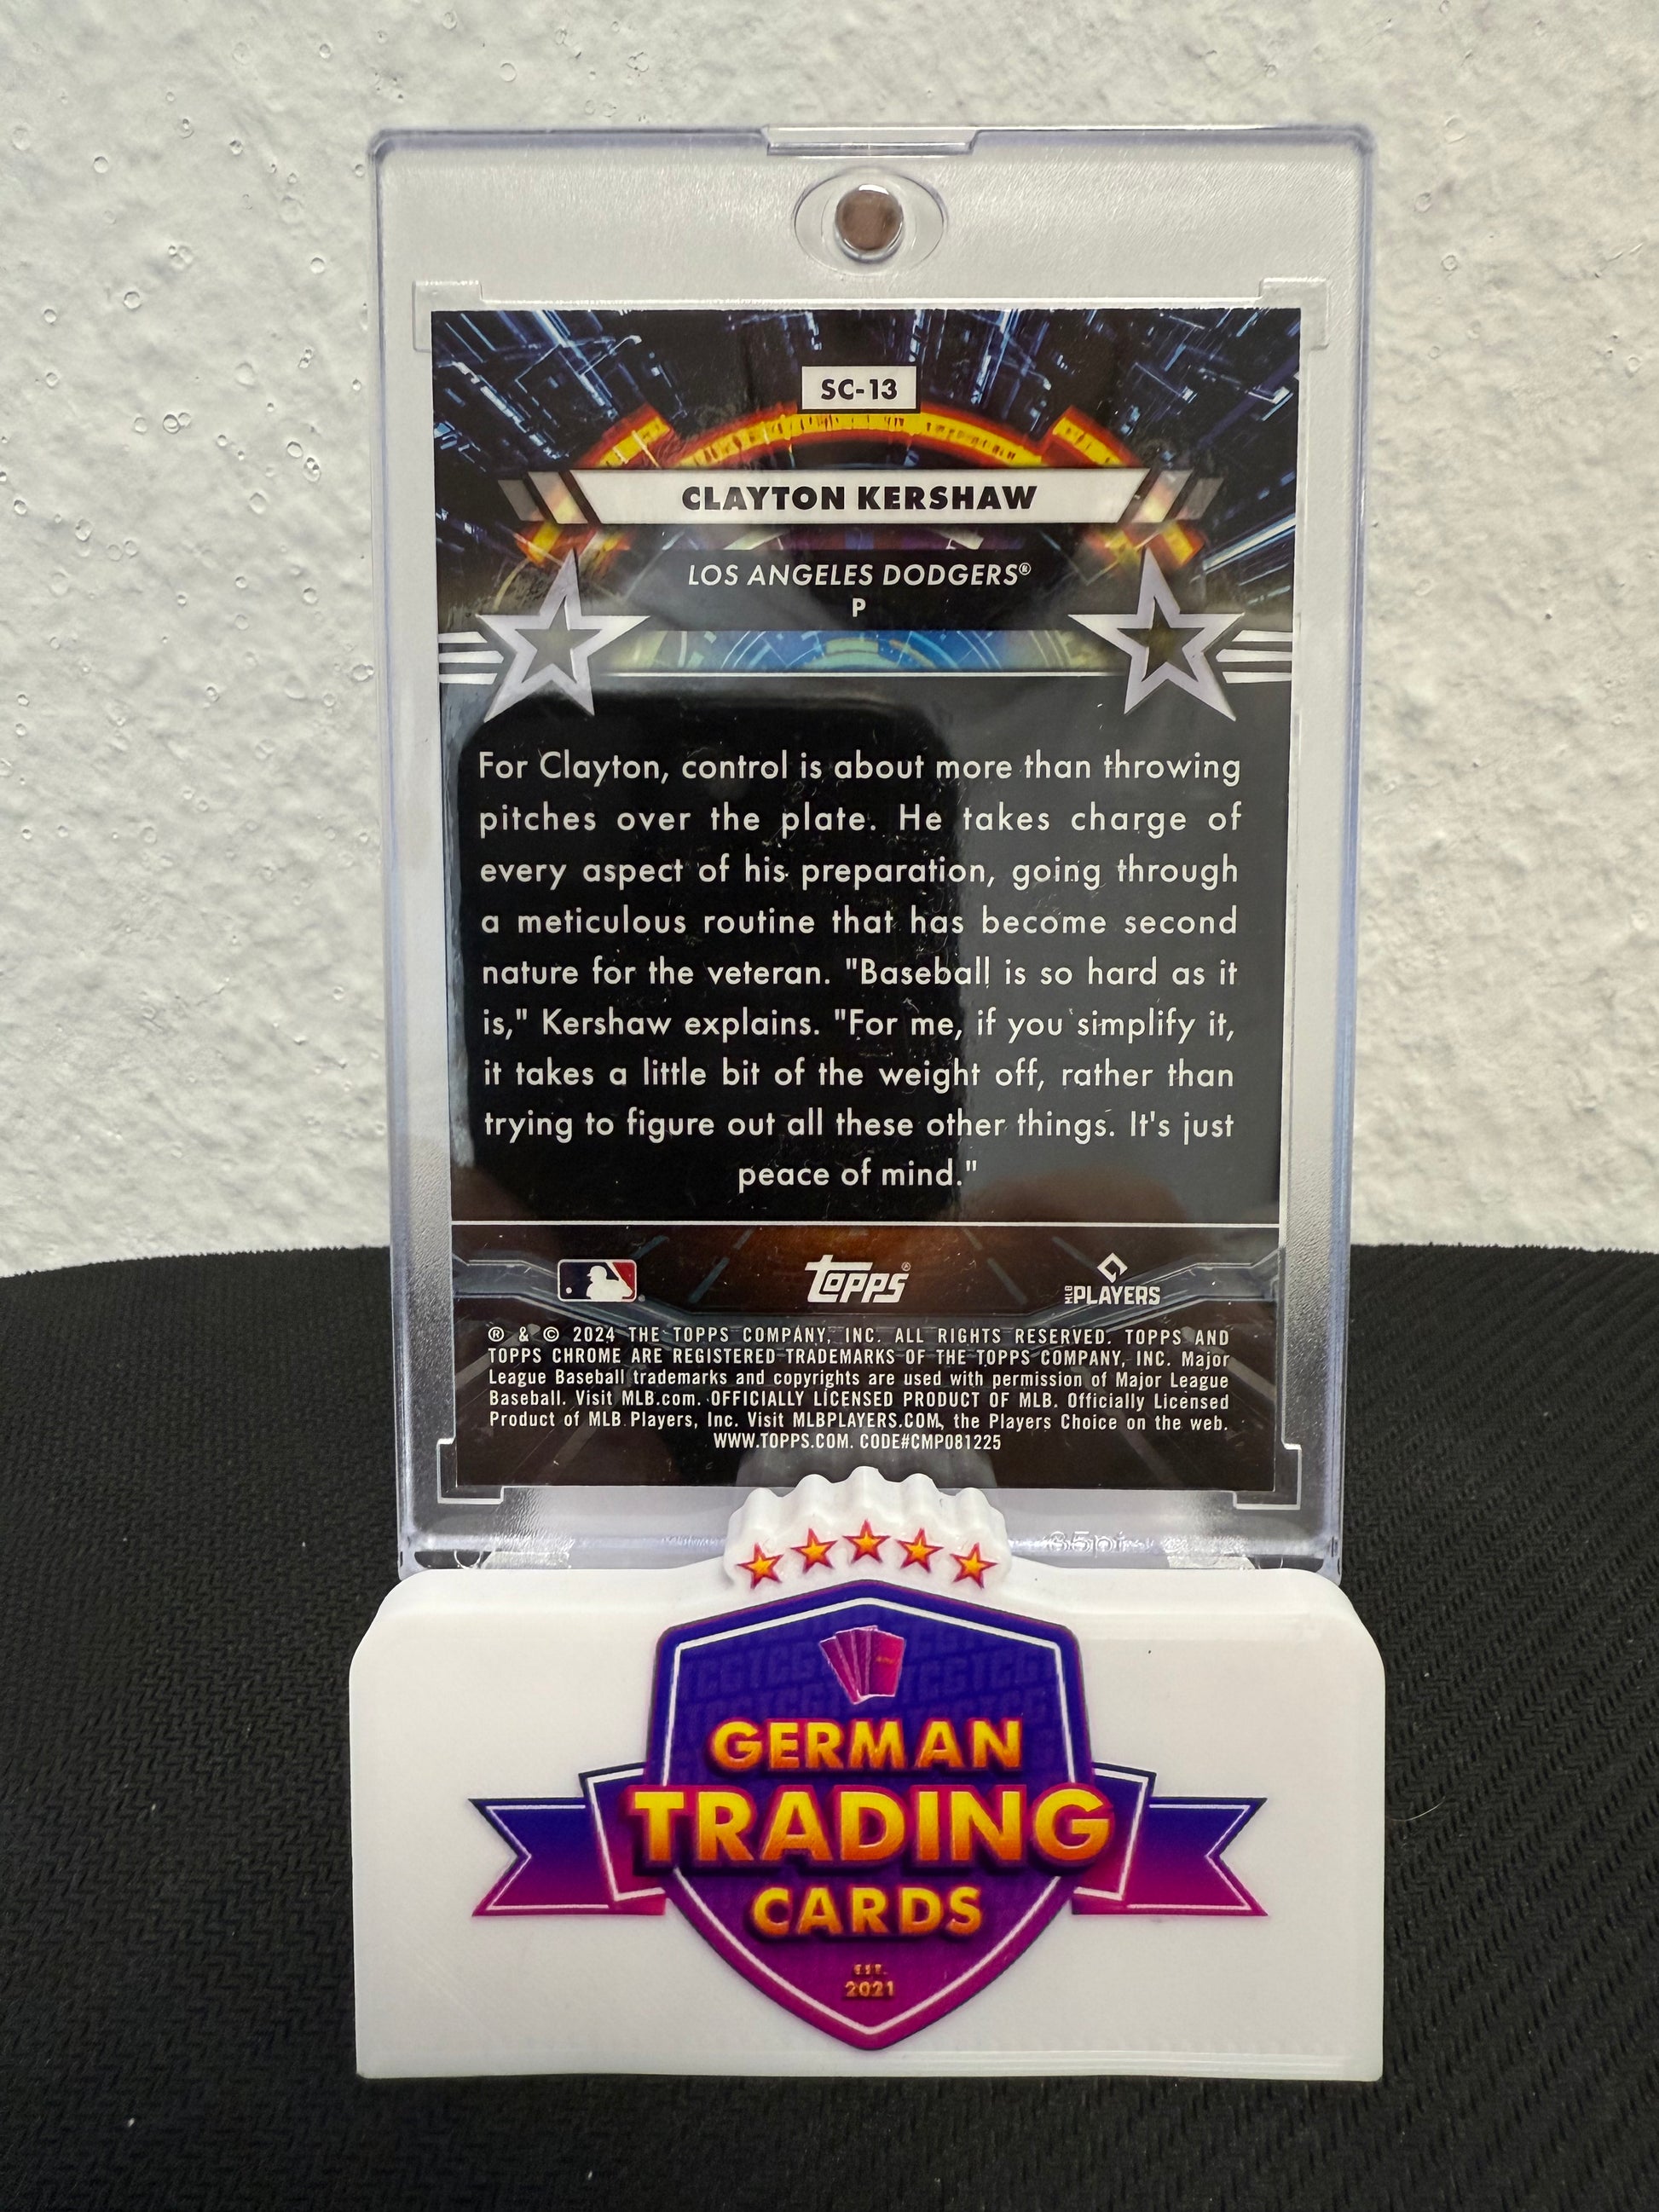 SC-13
CLAYTON KERSHAW
LOS ANGELES DODGERS®
P
For Clayton, control is about more than throwing
pitches over the plate. He takes charge of
every aspect of his preparation, going through
a meticulous routine that has become second
nature for the veteran. "Baseball is so hard as it
is," Kershaw explains. "For me, if you simplify it,
it takes a little bit of the weight off, rather than
trying to figure out all these other things. It's just
peace of mind."
topps®
MLB PLAYERS
® & © 2024 THE TOPPS COMPANY, INC. ALL RIGHTS RESERVED. TOPPS AND
TOPPS CHROME ARE REGISTERED TRADEMARKS OF THE TOPPS COMPANY, INC. Major
League Baseball trademarks and copyrights are used with permission of Major League
Baseball. Visit MLB.com. OFFICIALLY LICENSED PRODUCT OF MLB. Officially Licensed
Product of MLB Players, Inc. Visit MLBPLAYERS.COM, the Players Choice on the web.
WWW.TOPPS.COM. CODE#CMP081225
35pt
GERMAN
TRADING
CARDS
EST.
2021